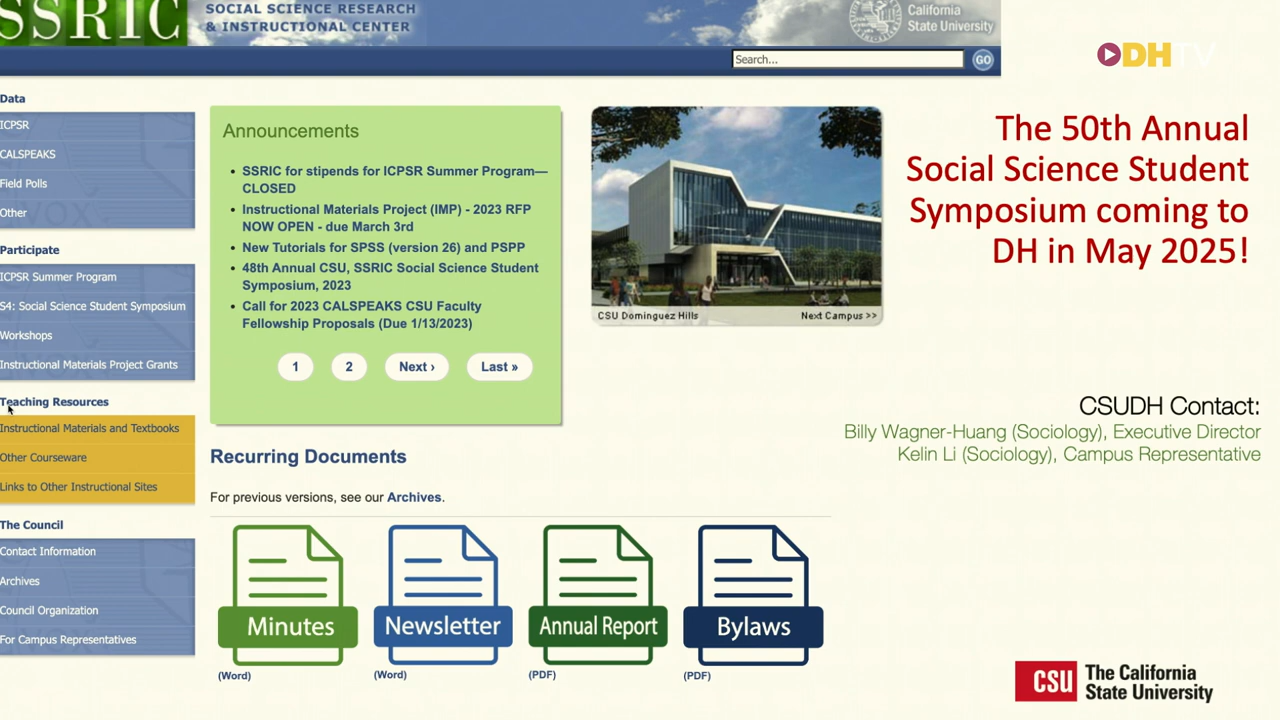 SSRIC
SOCIAL SCIENCE RESEARCH
& INSTRUCTIONAL CENTER
California
State University
Search...
GO
DHTV
Data
ICPSR
CALSPEAKS
Field Polls
Other
Participate
ICPSR Summer Program
S4: Social Science Student Symposium
Workshops
Instructional Materials Project Grants
Teaching Resources
Instructional Materials and Textbooks
Other Courseware
Links to Other Instructional Sites
The Council
Contact Information
Archives
Council Organization
For Campus Representatives
Announcements
• SSRIC for stipends for ICPSR Summer Program—
CLOSED
• Instructional Materials Project (IMP) - 2023 RFP
NOW OPEN - due March 3rd
• New Tutorials for SPSS (version 26) and PSPP
• 48th Annual CSU, SSRIC Social Science Student
Symposium, 2023
• Call for 2023 CALSPEAKS CSU Faculty
Fellowship Proposals (Due 1/13/2023)
1 2 Next › Last »
CSU Dominguez Hills Next Campus >>
Recurring Documents
For previous versions, see our Archives.
Minutes
(Word)
Newsletter
(Word)
Annual Report
(PDF)
Bylaws
(PDF)
The 50th Annual
Social Science Student
Symposium coming to
DH in May 2025!
CSUDH Contact:
Billy Wagner-Huang (Sociology), Executive Director
Kelin Li (Sociology), Campus Representative
CSU
The California
State University